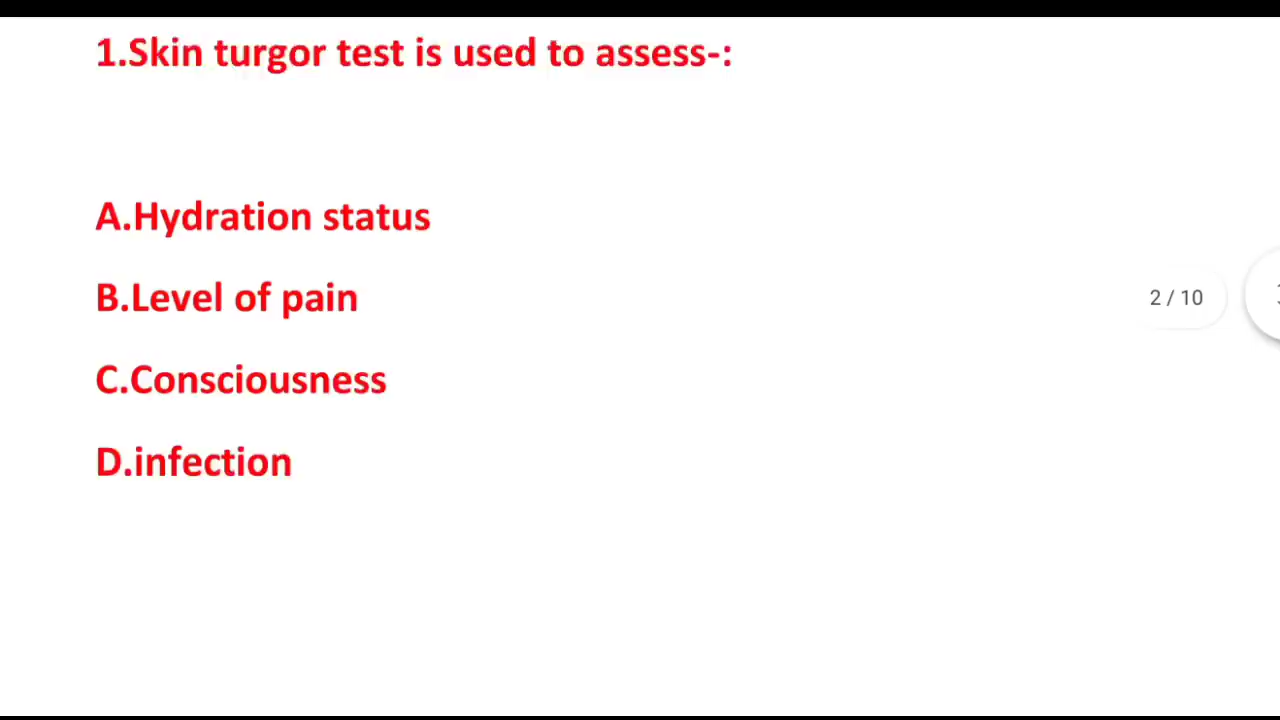 1.Skin turgor test is used to assess-:
A.Hydration status
B.Level of pain
2 / 10
C.Consciousness
D.infection